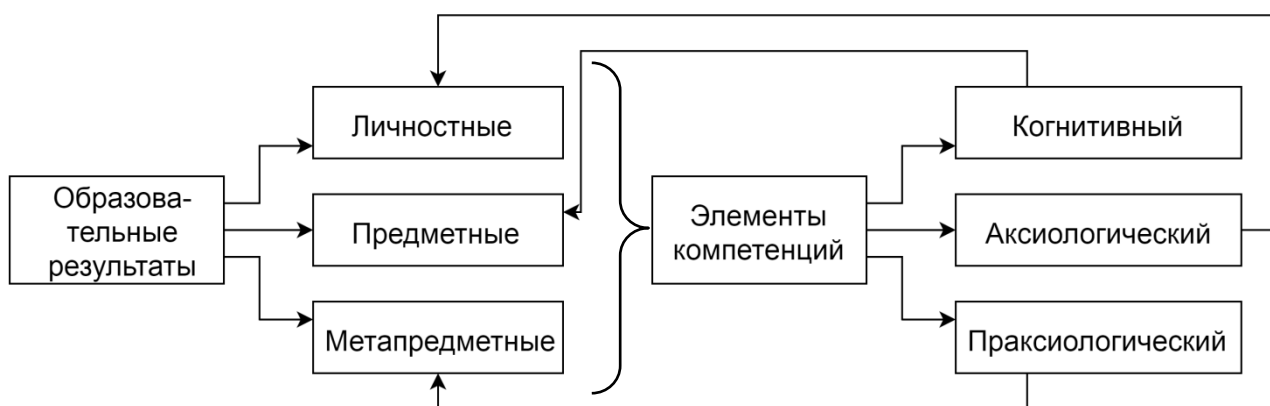 Образова-
тельные
результаты
Личностные
Предметные
Метапредметные
Элементы
компетенций
Когнитивный
Аксиологический
Праксиологический